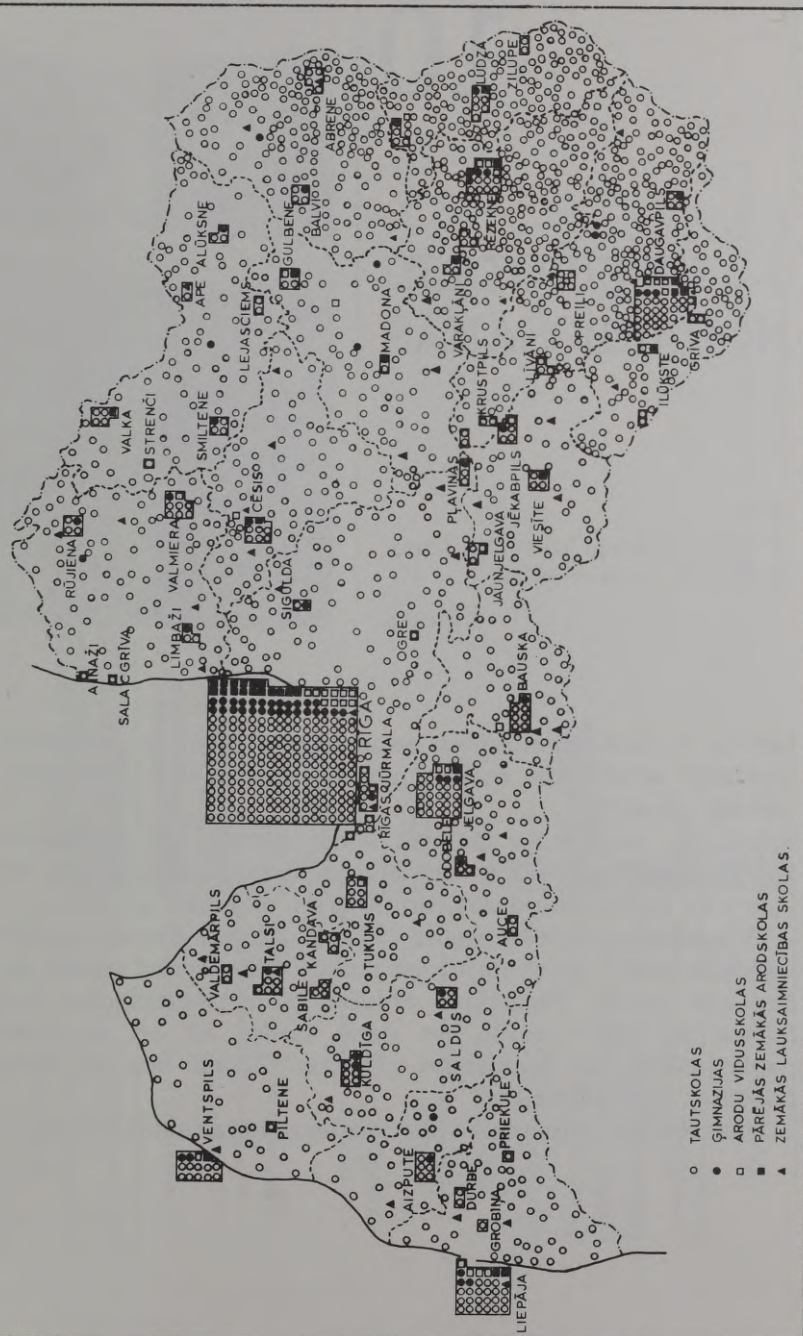 AINAŽI
SALACGRĪVA
RŪJIENA
VALKA
STRENČI
VALMIERA
LIMBAŽI
SMILTENE
APE
ALŪKSNE
LEJASCIEMS
GULBENE
BALVI
ABRENE
CĒSIS
SIGULDA
MADONA
VARAKĻĀNI
RĒZEKNE
LUDZA
ZILUPE
RĪGA
RĪGAS JŪRMALA
OGRE
PĻAVIŅAS
KRUSTPILS
LĪVĀNI
PREIĻI
JAUNJELGAVA
JĒKABPILS
VIESĪTE
ILŪKSTE
GRĪVA
DAUGAVPILS
BAUSKA
JELGAVA
DOBELE
AUCE
TUKUMS
KANDAVA
SABILE
TALSI
VALDEMĀRPILS
VENTSPILS
PILTENE
KULDĪGA
SALDUS
AIZPUTE
DURBE
PRIEKULE
GROBIŅA
LIEPĀJA
TAUTSKOLAS
ĢIMNAZIJAS
ARODU VIDUSSKOLAS
PĀRĒJĀS ZEMĀKĀS ARODSKOLAS
ZEMĀKĀS LAUKSAIMNIECĪBAS SKOLAS.